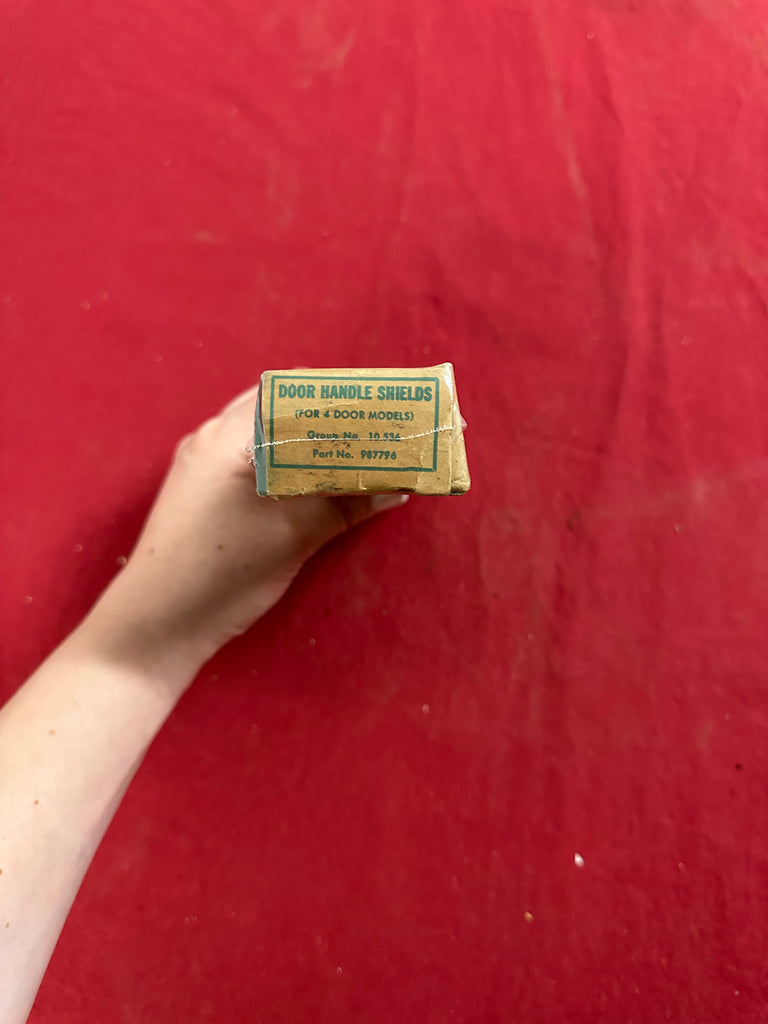 DOOR HANDLE SHIELDS
(FOR 4 DOOR MODELS)
Group No. 10.536
Part No. 987796